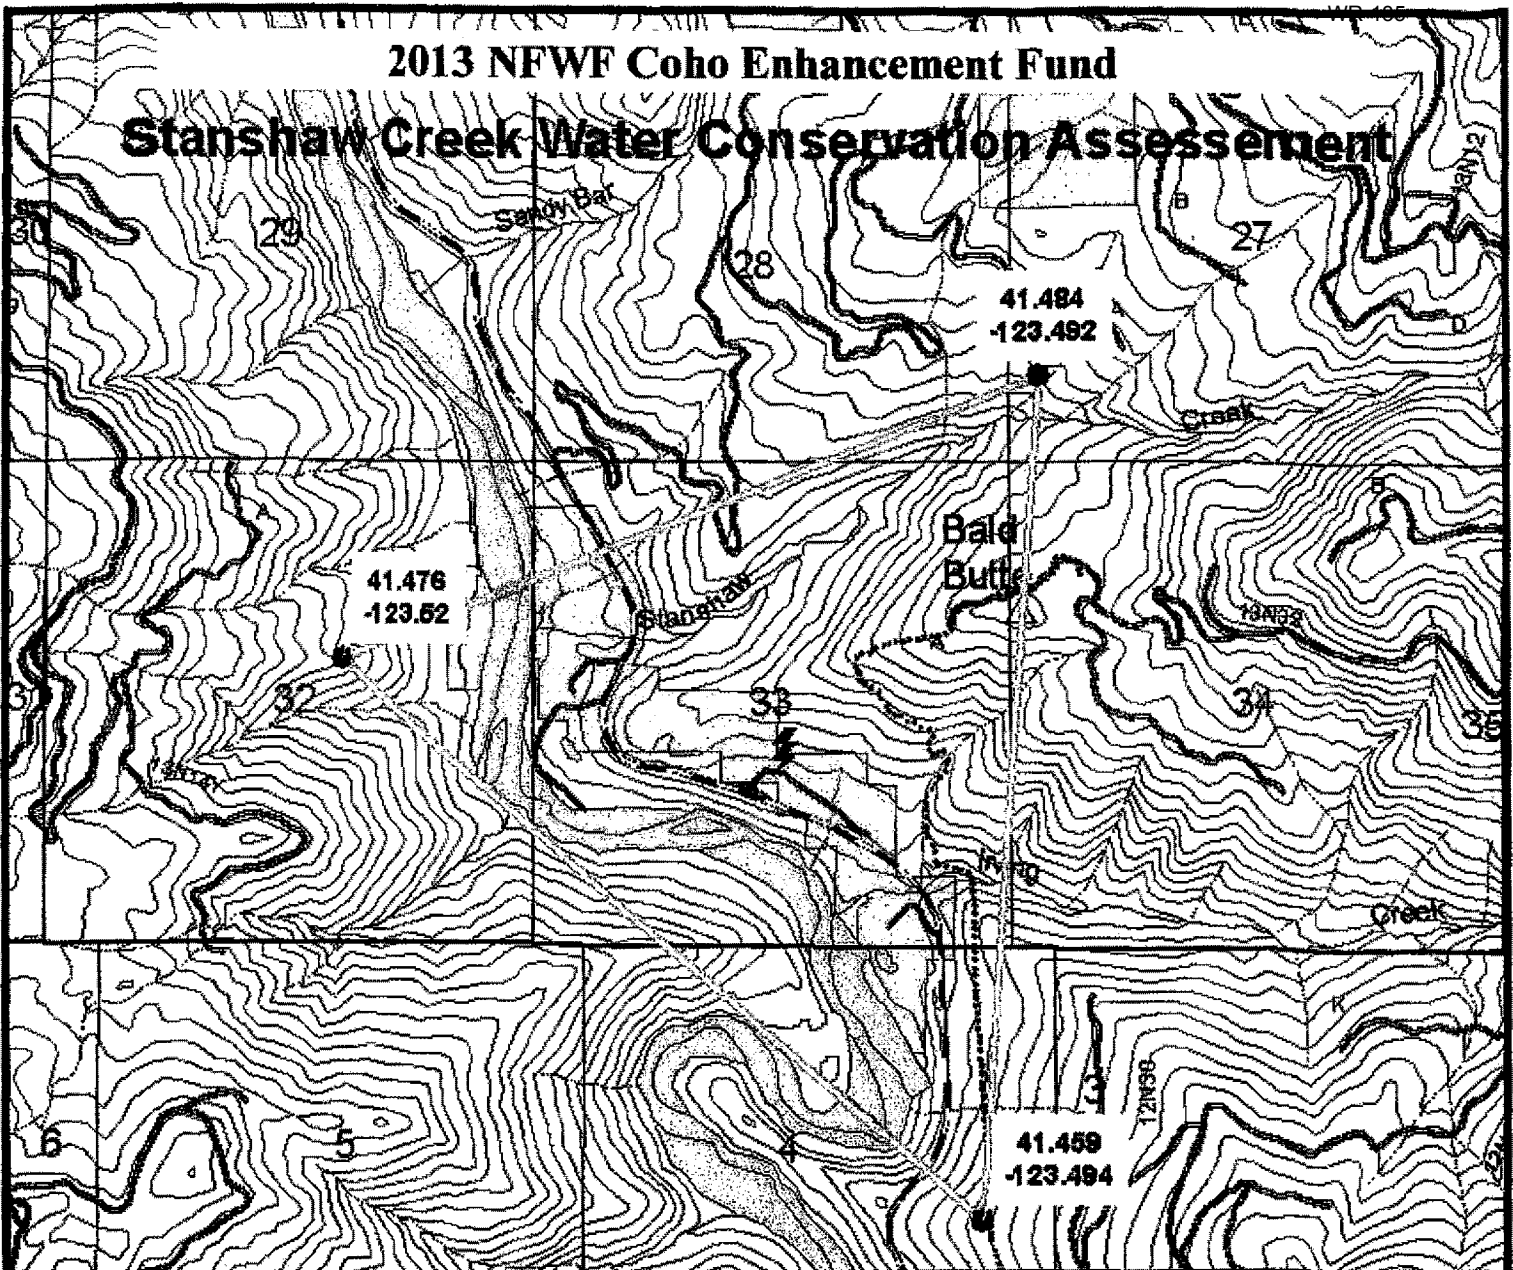 2013 NFWF Coho Enhancement Fund
Stanshaw Creek Water Conservation Assessement
Sandy Bar
30
29
28
B
27
41.484
-123.492
D
Creek
A
Bald
Butte
41.476
-123.52
Stanshaw
13N32
32
33
34
35
Irving
Creek
K
12N30
6
5
4
41.459
-123.494